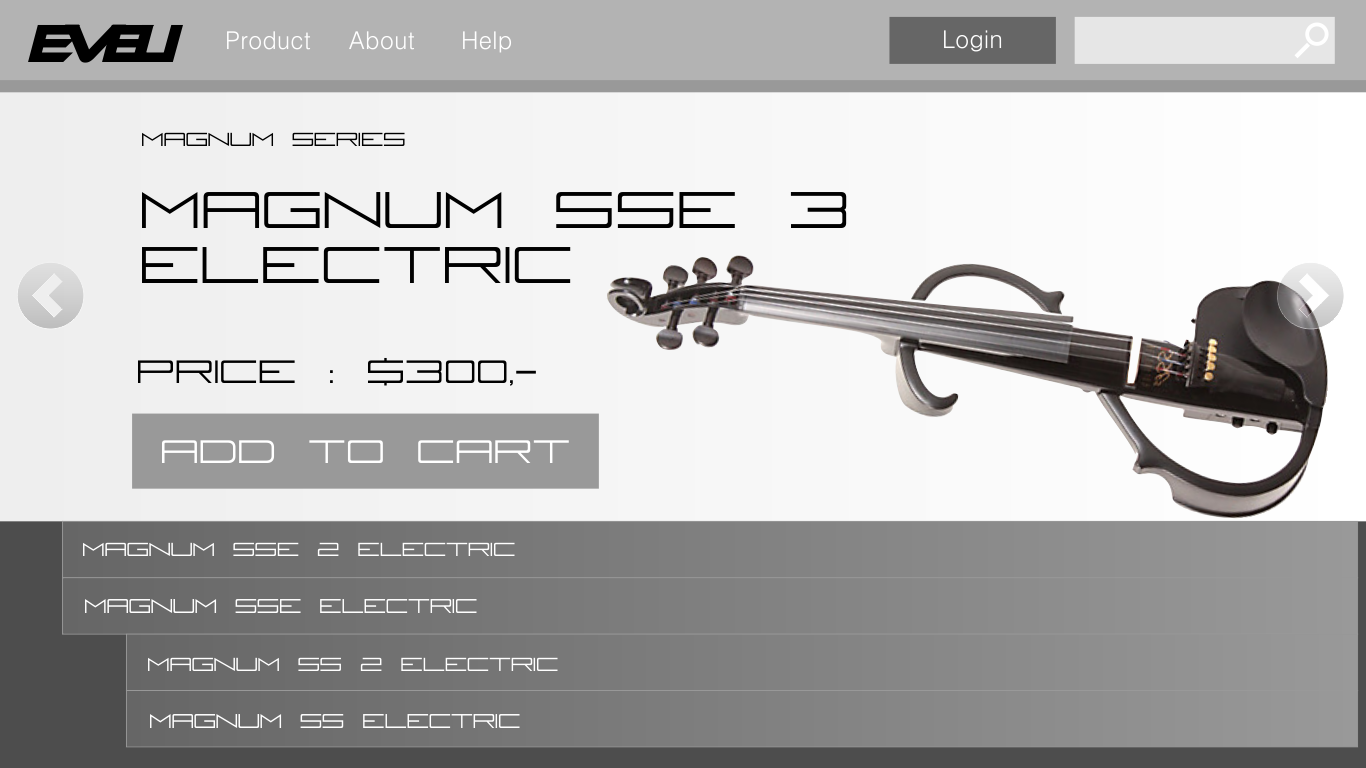 EVELI
Product About Help
Login
MAGNUM SERIES
MAGNUM SSE 3
ELECTRIC
PRICE : $300,-
ADD TO CART
MAGNUM SSE 2 ELECTRIC
MAGNUM SSE ELECTRIC
MAGNUM SS 2 ELECTRIC
MAGNUM SS ELECTRIC